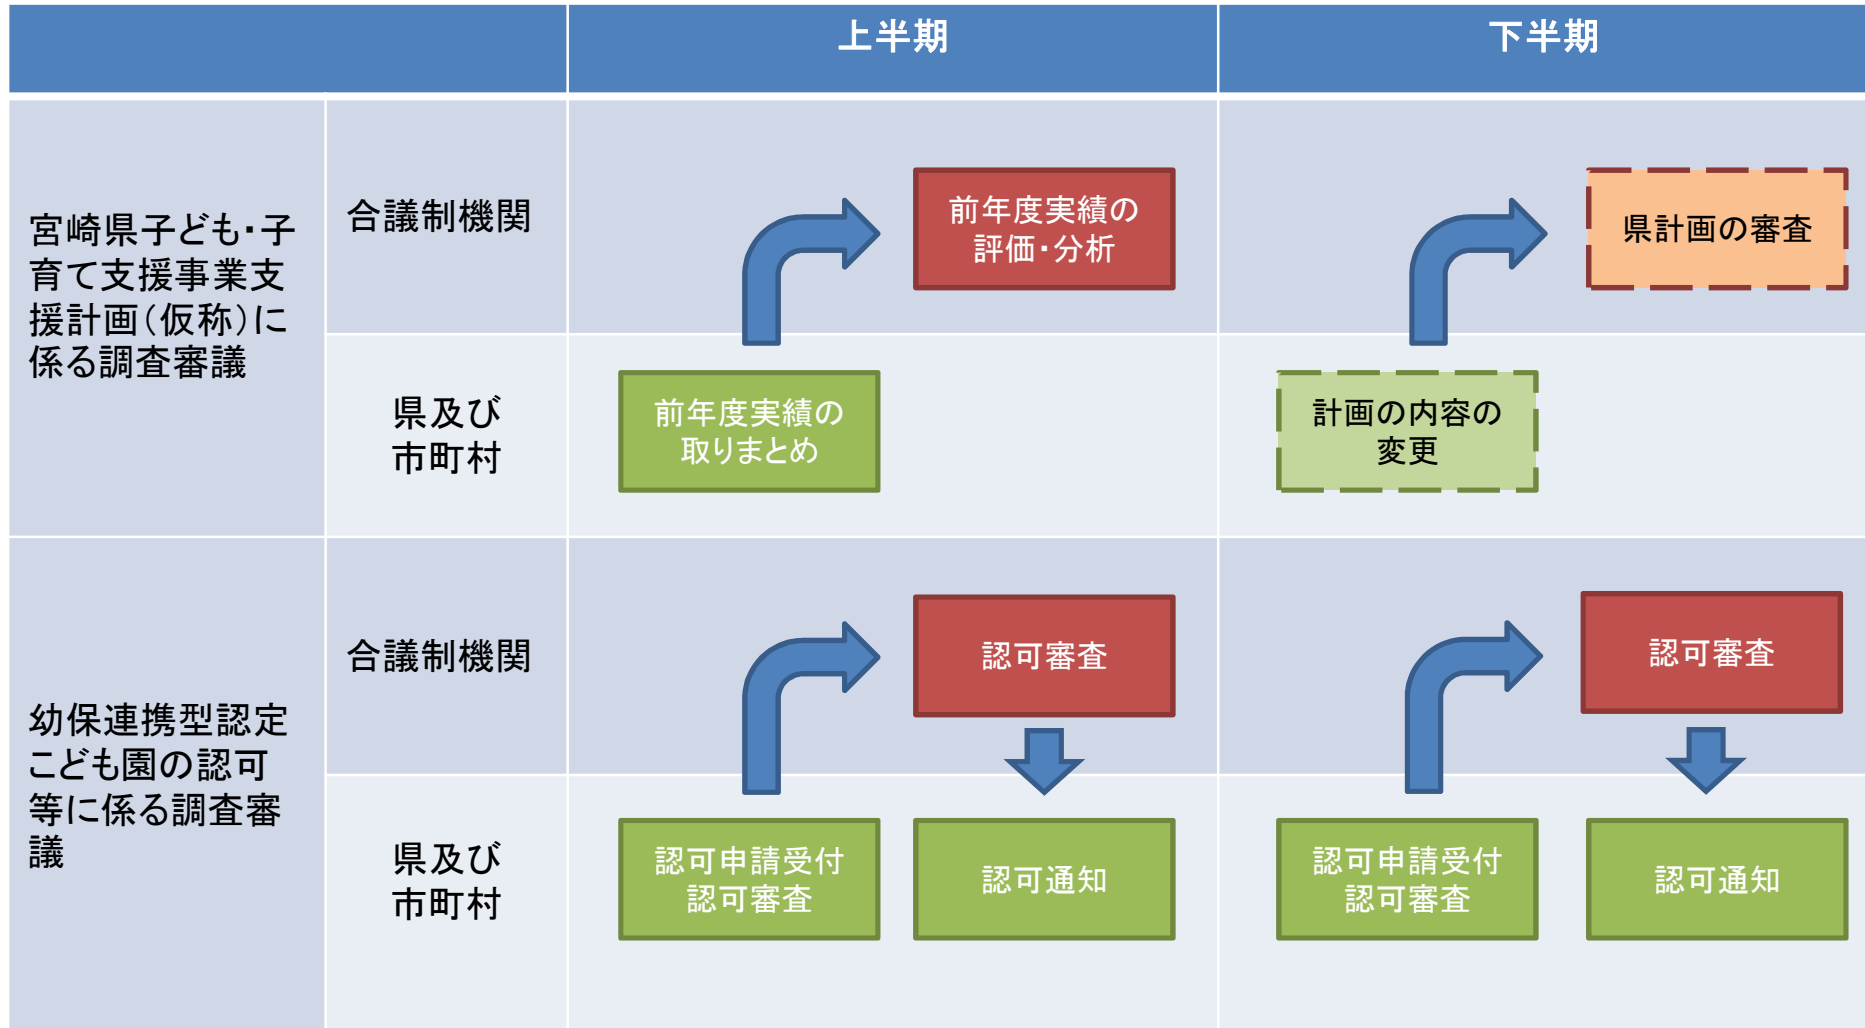 上半期
下半期
宮崎県子ども・子
育て支援事業支
援計画（仮称）に
係る調査審議
合議制機関
前年度実績の
評価・分析
県計画の審査
県及び
市町村
前年度実績の
取りまとめ
計画の内容の
変更
幼保連携型認定
こども園の認可
等に係る調査審
議
合議制機関
認可審査
認可審査
県及び
市町村
認可申請受付
認可審査
認可通知
認可申請受付
認可審査
認可通知